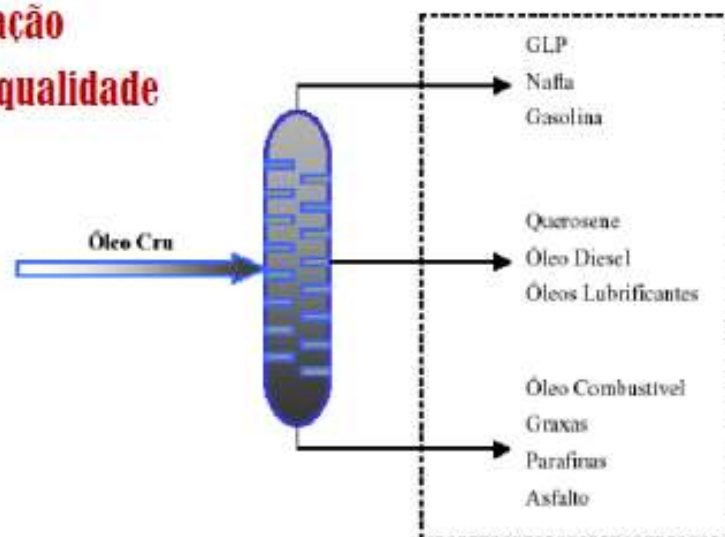 ação
qualidade
GLP
Nafta
Gasolina
Óleo Cru
Querosene
Óleo Diesel
Óleos Lubrificantes
Óleo Combustível
Graxas
Parafinas
Asfalto